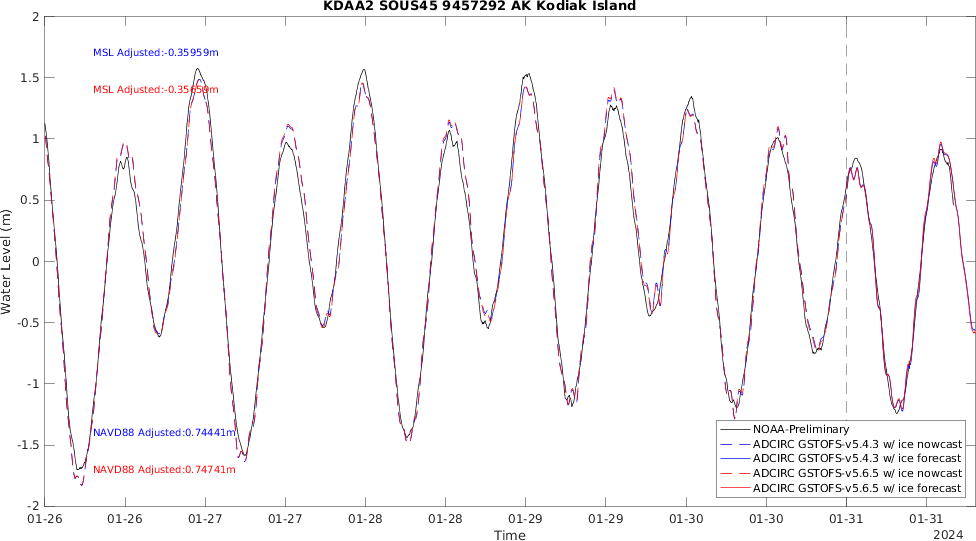 KDAA2 SOUS45 9457292 AK Kodiak Island
2
1.5
1
0.5
0
-0.5
-1
-1.5
-2
Water Level (m)
MSL Adjusted:-0.35959m
MSL Adjusted:-0.35659m
NAVD88 Adjusted:0.74441m
NAVD88 Adjusted:0.74741m
NOAA-Preliminary
ADCIRC GSTOFS-v5.4.3 w/ ice nowcast
ADCIRC GSTOFS-v5.4.3 w/ ice forecast
ADCIRC GSTOFS-v5.6.5 w/ ice nowcast
ADCIRC GSTOFS-v5.6.5 w/ ice forecast
01-26 01-26 01-27 01-27 01-28 01-28 01-29 01-29 01-30 01-30 01-31 01-31
2024
Time